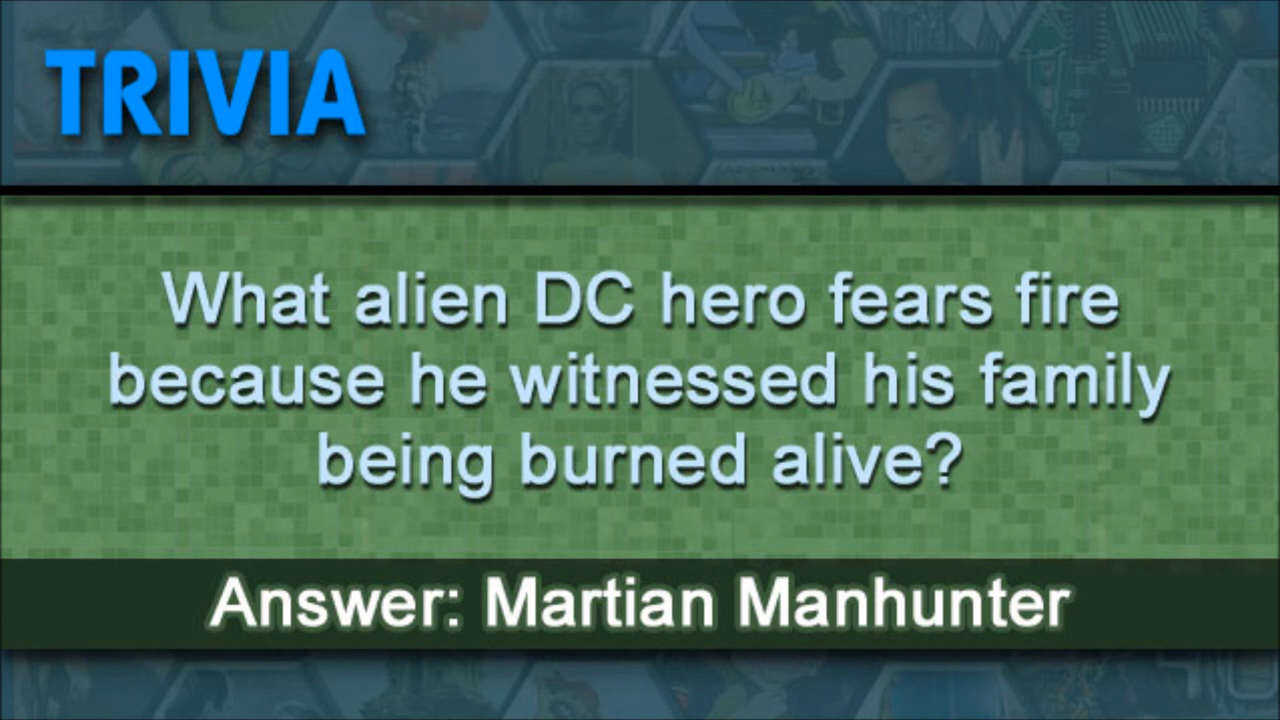 TRIVIA
What alien DC hero fears fire
because he witnessed his family
being burned alive?
Answer: Martian Manhunter